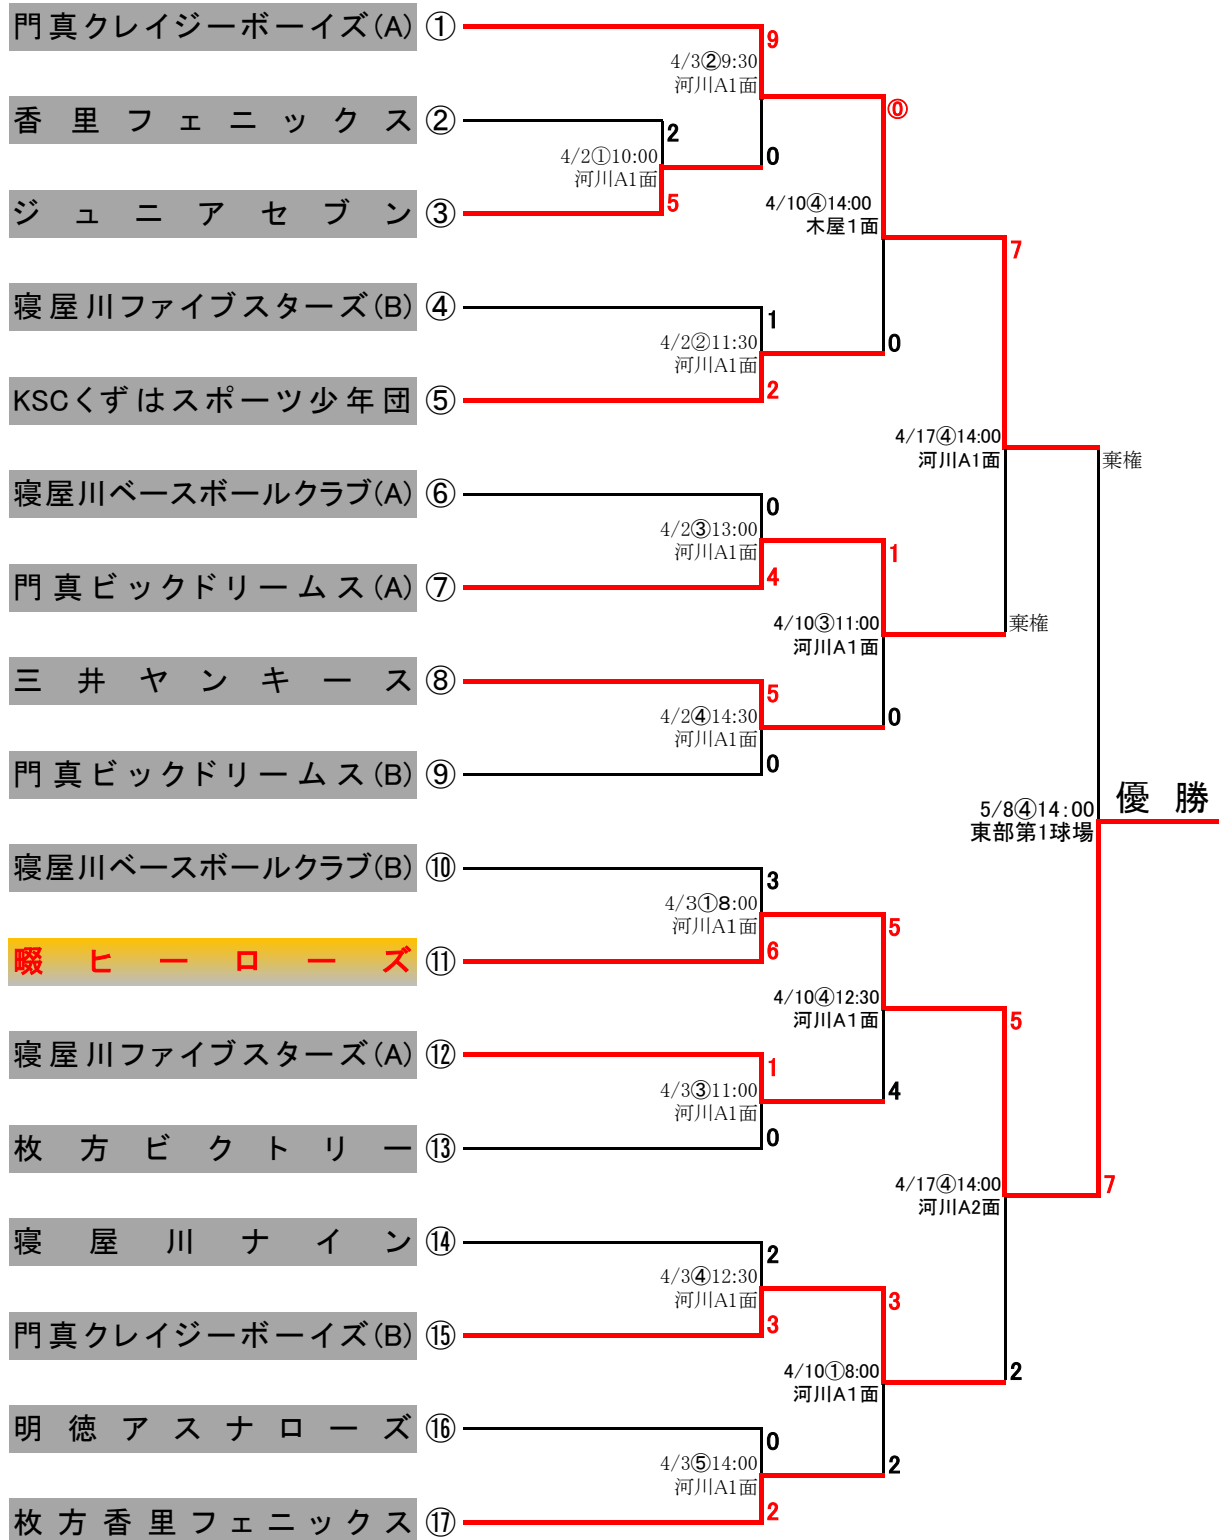 門真クレイジーボーイズ(A) ①
9
4/3②9:30
河川A1面
⓪
香里フェニックス ②
2
0
4/2①10:00
河川A1面
ジュニアセブン ③
5
4/10④14:00
木屋1面
7
寝屋川ファイブスターズ(B) ④
1
0
4/2②11:30
河川A1面
KSCくずはスポーツ少年団 ⑤
2
4/17④14:00
河川A1面
棄権
寝屋川ベースボールクラブ(A) ⑥
0
4/2③13:00
河川A1面
1
門真ビックドリームス(A) ⑦
4
4/10③11:00
河川A1面
棄権
三井ヤンキース ⑧
5
4/2④14:30
河川A1面
0
門真ビックドリームス(B) ⑨
0
5/8④14:00
東部第1球場
優勝
寝屋川ベースボールクラブ(B) ⑩
3
4/3①8:00
河川A1面
5
畷ヒーローズ ⑪
6
4/10④12:30
河川A1面
5
寝屋川ファイブスターズ(A) ⑫
1
4/3③11:00
河川A1面
4
枚方ビクトリー ⑬
0
4/17④14:00
河川A2面
7
寝屋川ナイン ⑭
2
4/3④12:30
河川A1面
3
門真クレイジーボーイズ(B) ⑮
3
4/10①8:00
河川A1面
2
明徳アスナローズ ⑯
0
4/3⑤14:00
河川A1面
2
枚方香里フェニックス ⑰
2